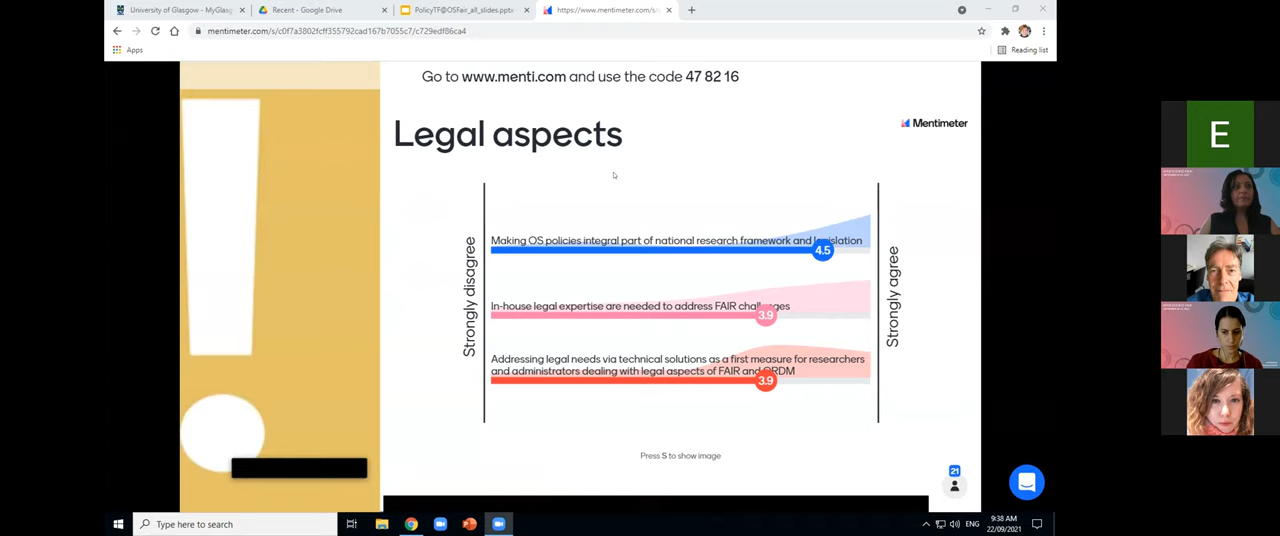 University of Glasgow - MyGlasg
Recent - Google Drive
PolicyTF@OSFair_all_slides.pptx
https://www.mentimeter.com/s/c
mentimeter.com/s/c0f7a3802fcff355792cad167b7055c7/c729edf86ca4
Apps
Reading list
Go to www.menti.com and use the code 47 82 16
Legal aspects
Mentimeter
E
Strongly disagree
Making OS policies integral part of national research framework and legislation
4.5
In-house legal expertise are needed to address FAIR challenges
3.9
Addressing legal needs via technical solutions as a first measure for researchers
and administrators dealing with legal aspects of FAIR and ORDM
3.9
Strongly agree
Press S to show image
21
Type here to search
ENG
9:38 AM
22/09/2021